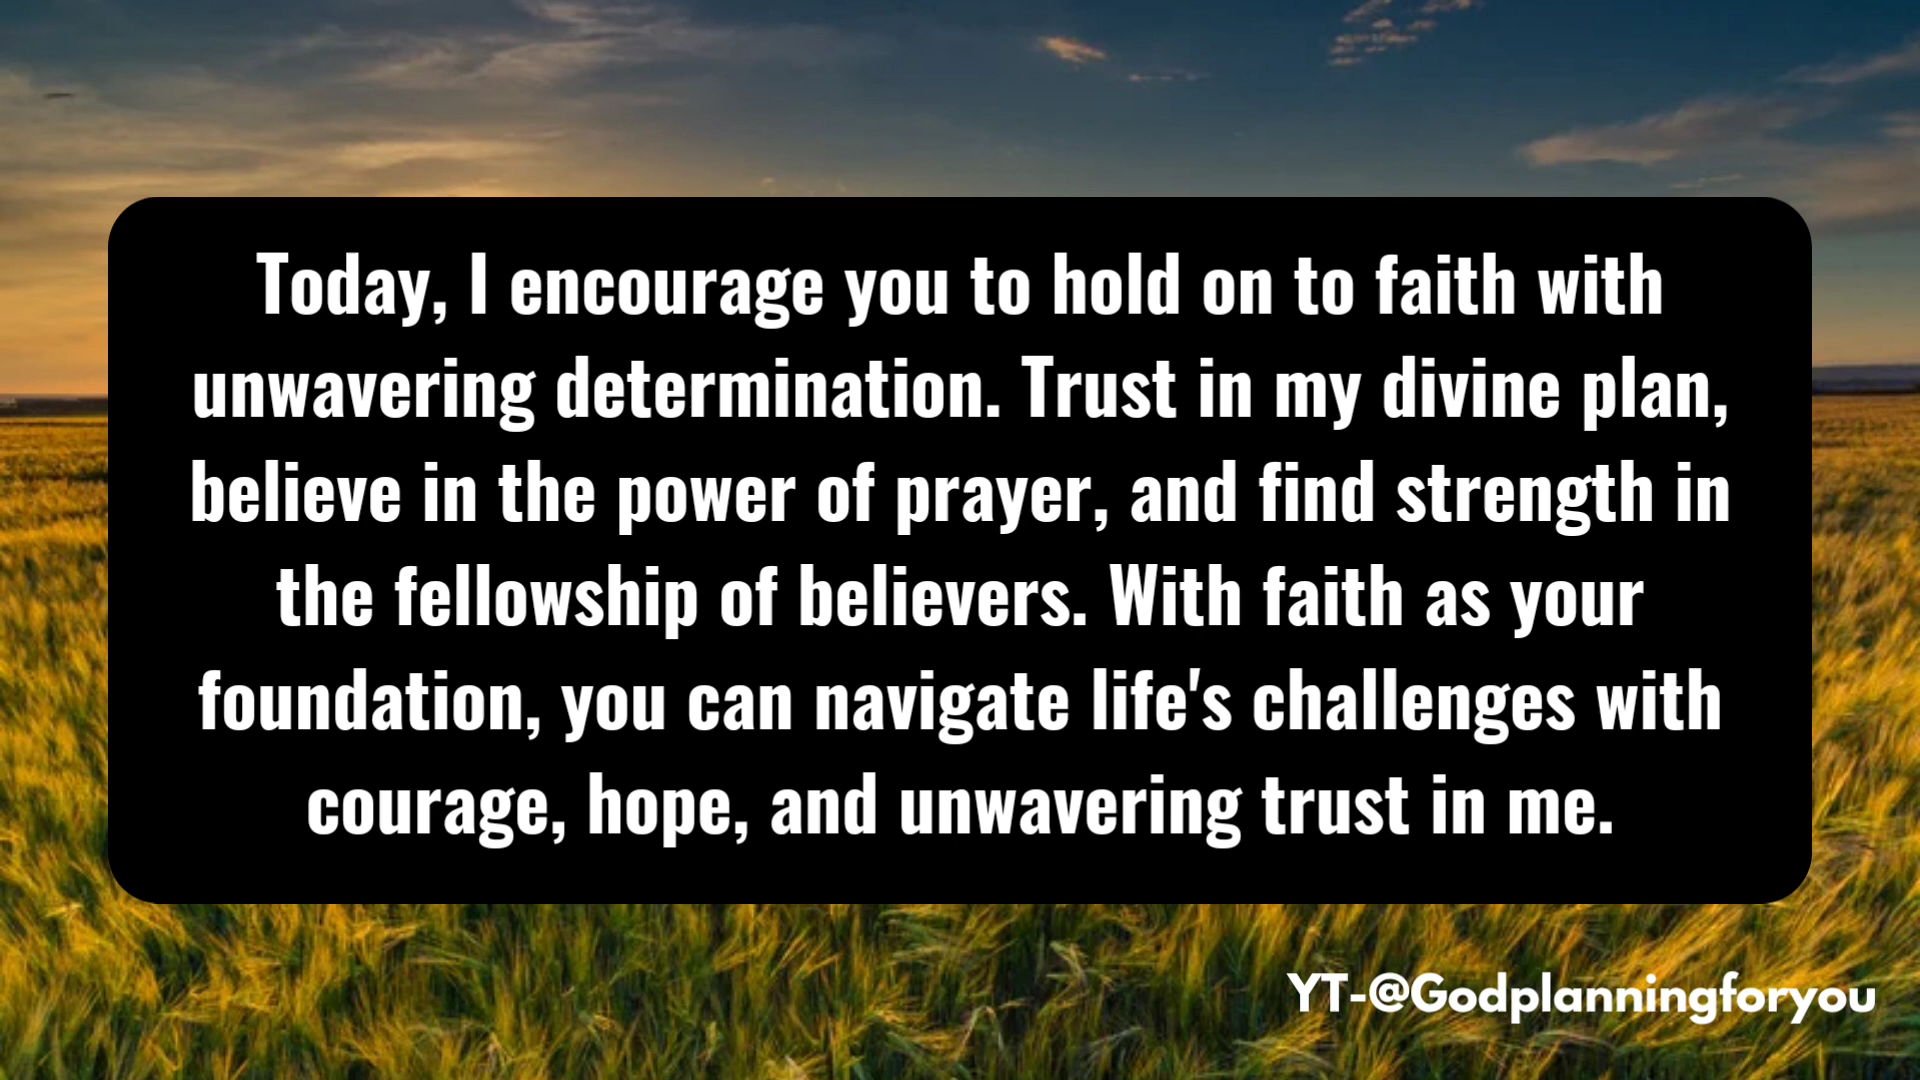 Today, I encourage you to hold on to faith with
unwavering determination. Trust in my divine plan,
believe in the power of prayer, and find strength in
the fellowship of believers. With faith as your
foundation, you can navigate life's challenges with
courage, hope, and unwavering trust in me.
YT-@Godplanningforyou